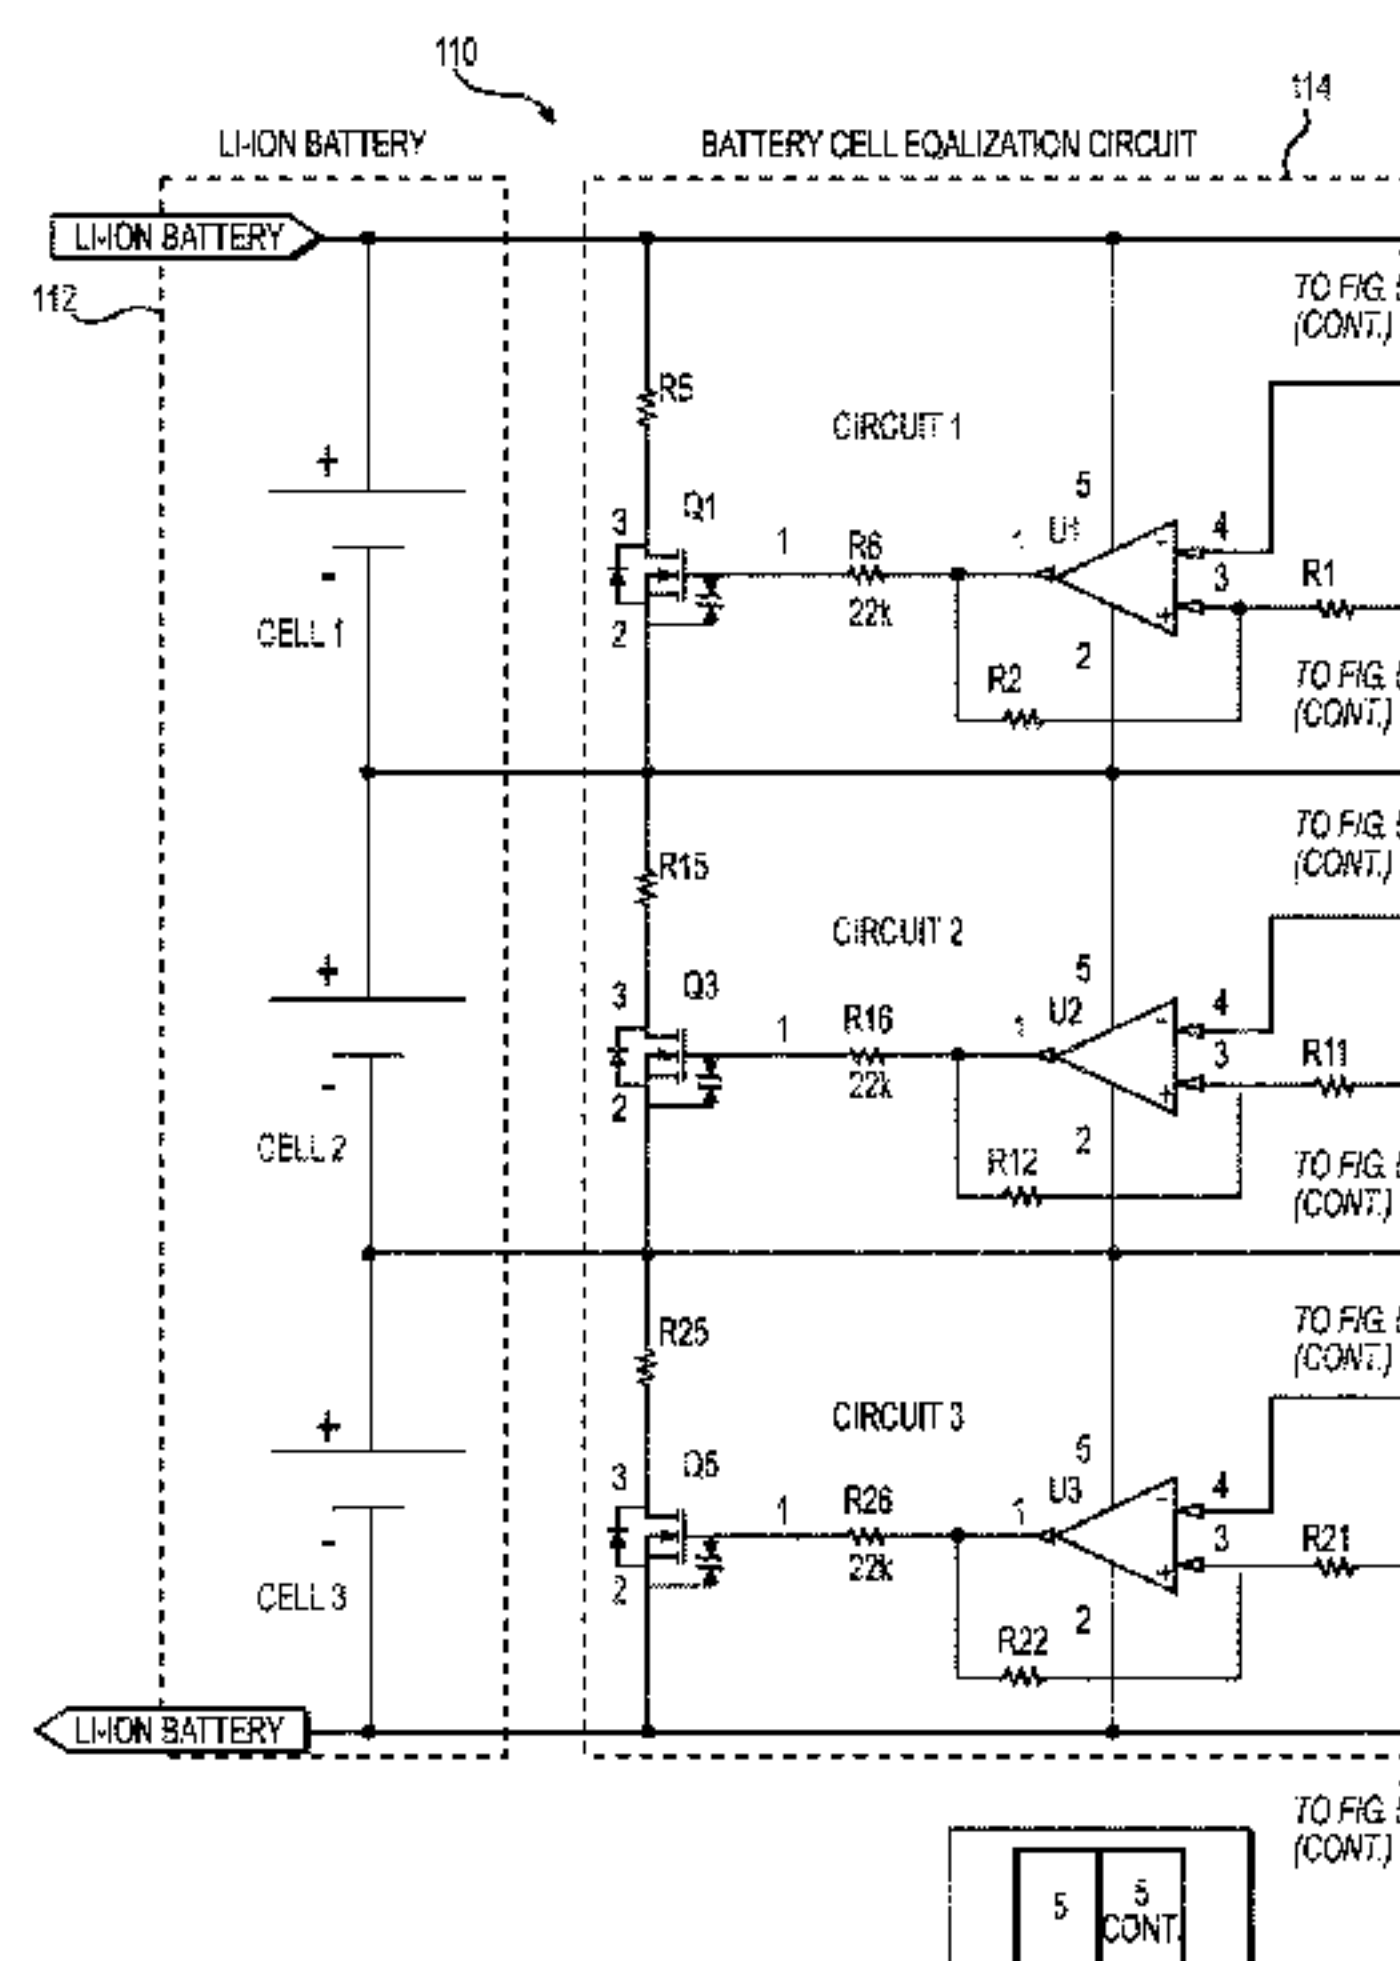 110
114
LI-ION BATTERY
BATTERY CELL EQALIZATION CIRCUIT
LI-ION BATTERY
112
TO FIG.
(CONT.)
R5
CIRCUIT 1
+
5
3
Q1
1
R6
22k
1
U1
-
4
3
+
R1
-
CELL 1
2
2
R2
TO FIG.
(CONT.)
TO FIG.
(CONT.)
R15
CIRCUIT 2
+
5
3
Q3
1
R16
22k
1
U2
-
4
3
+
R11
-
CELL 2
2
2
R12
TO FIG.
(CONT.)
R25
TO FIG.
(CONT.)
CIRCUIT 3
+
5
3
Q5
1
R26
22k
1
U3
-
4
3
+
R21
-
CELL 3
2
2
R22
LI-ION BATTERY
TO FIG.
(CONT.)
5
5
CONT.